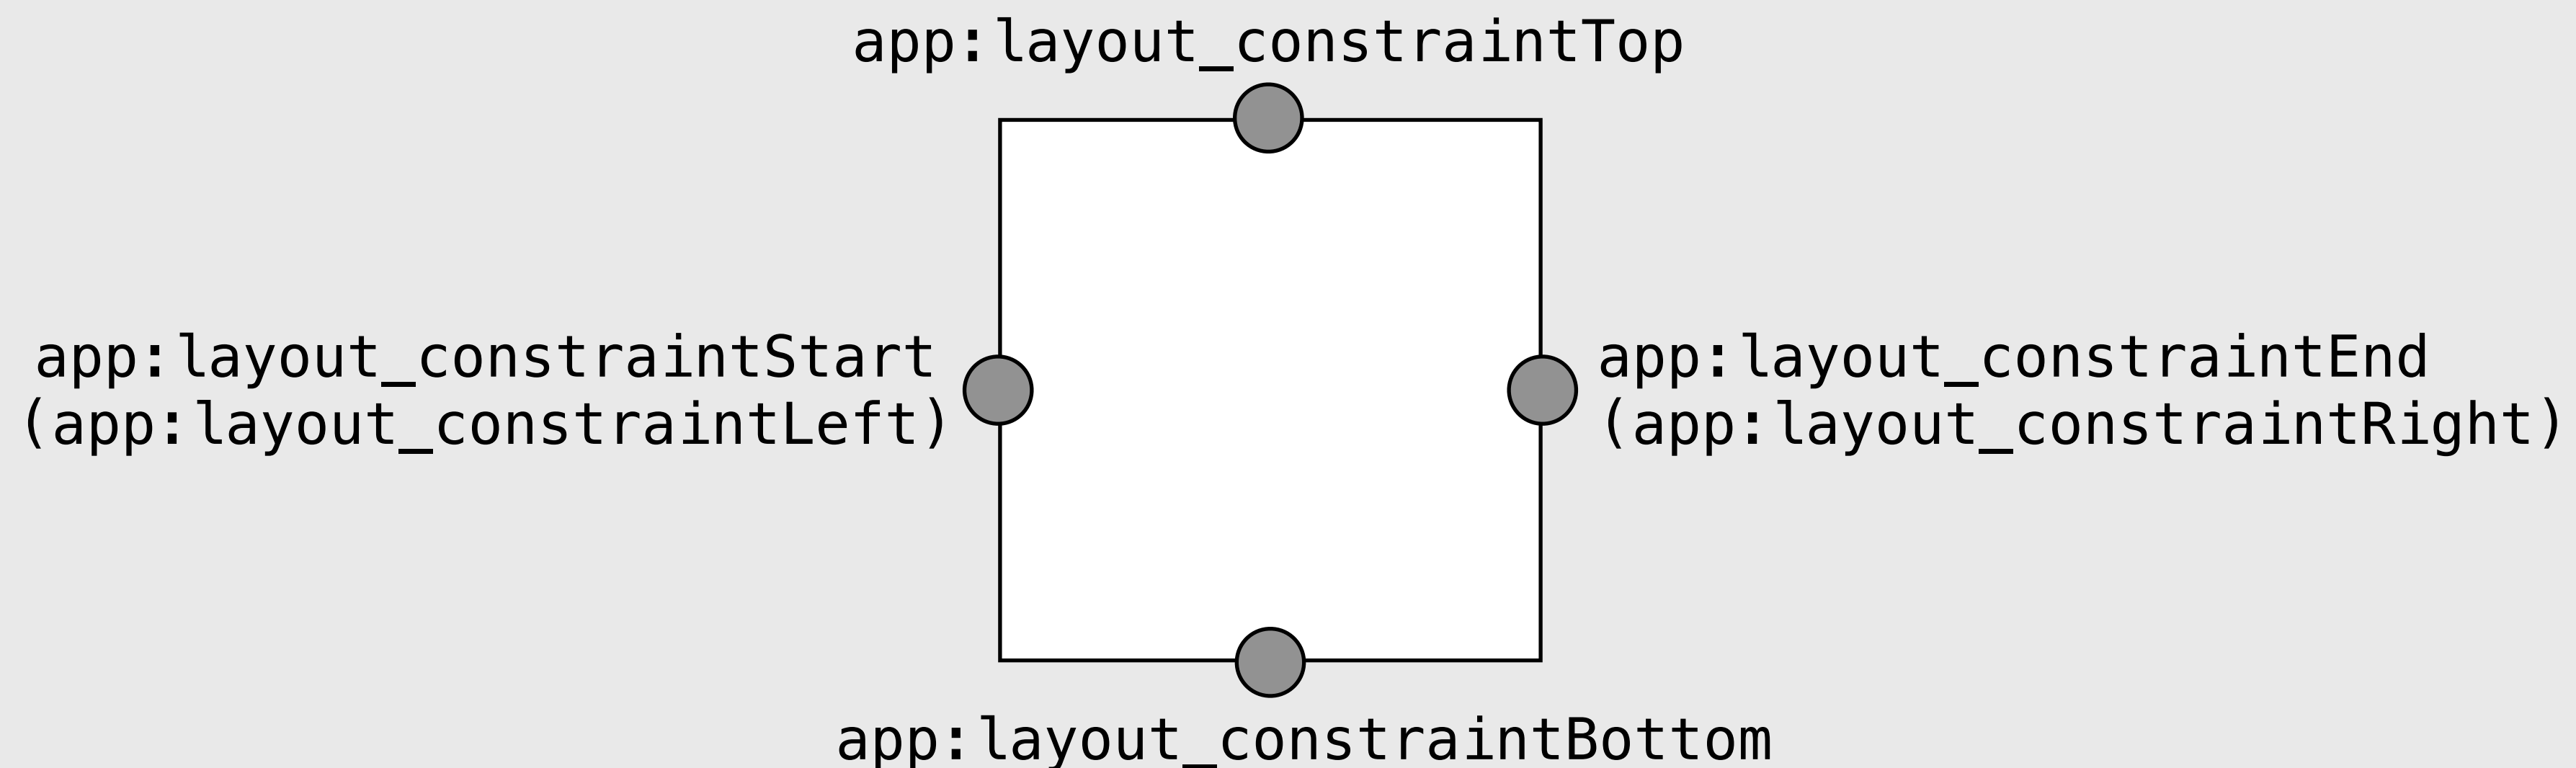 app:layout_constraintTop
app:layout_constraintStart
(app:layout_constraintLeft)
app:layout_constraintEnd
(app:layout_constraintRight)
app:layout_constraintBottom